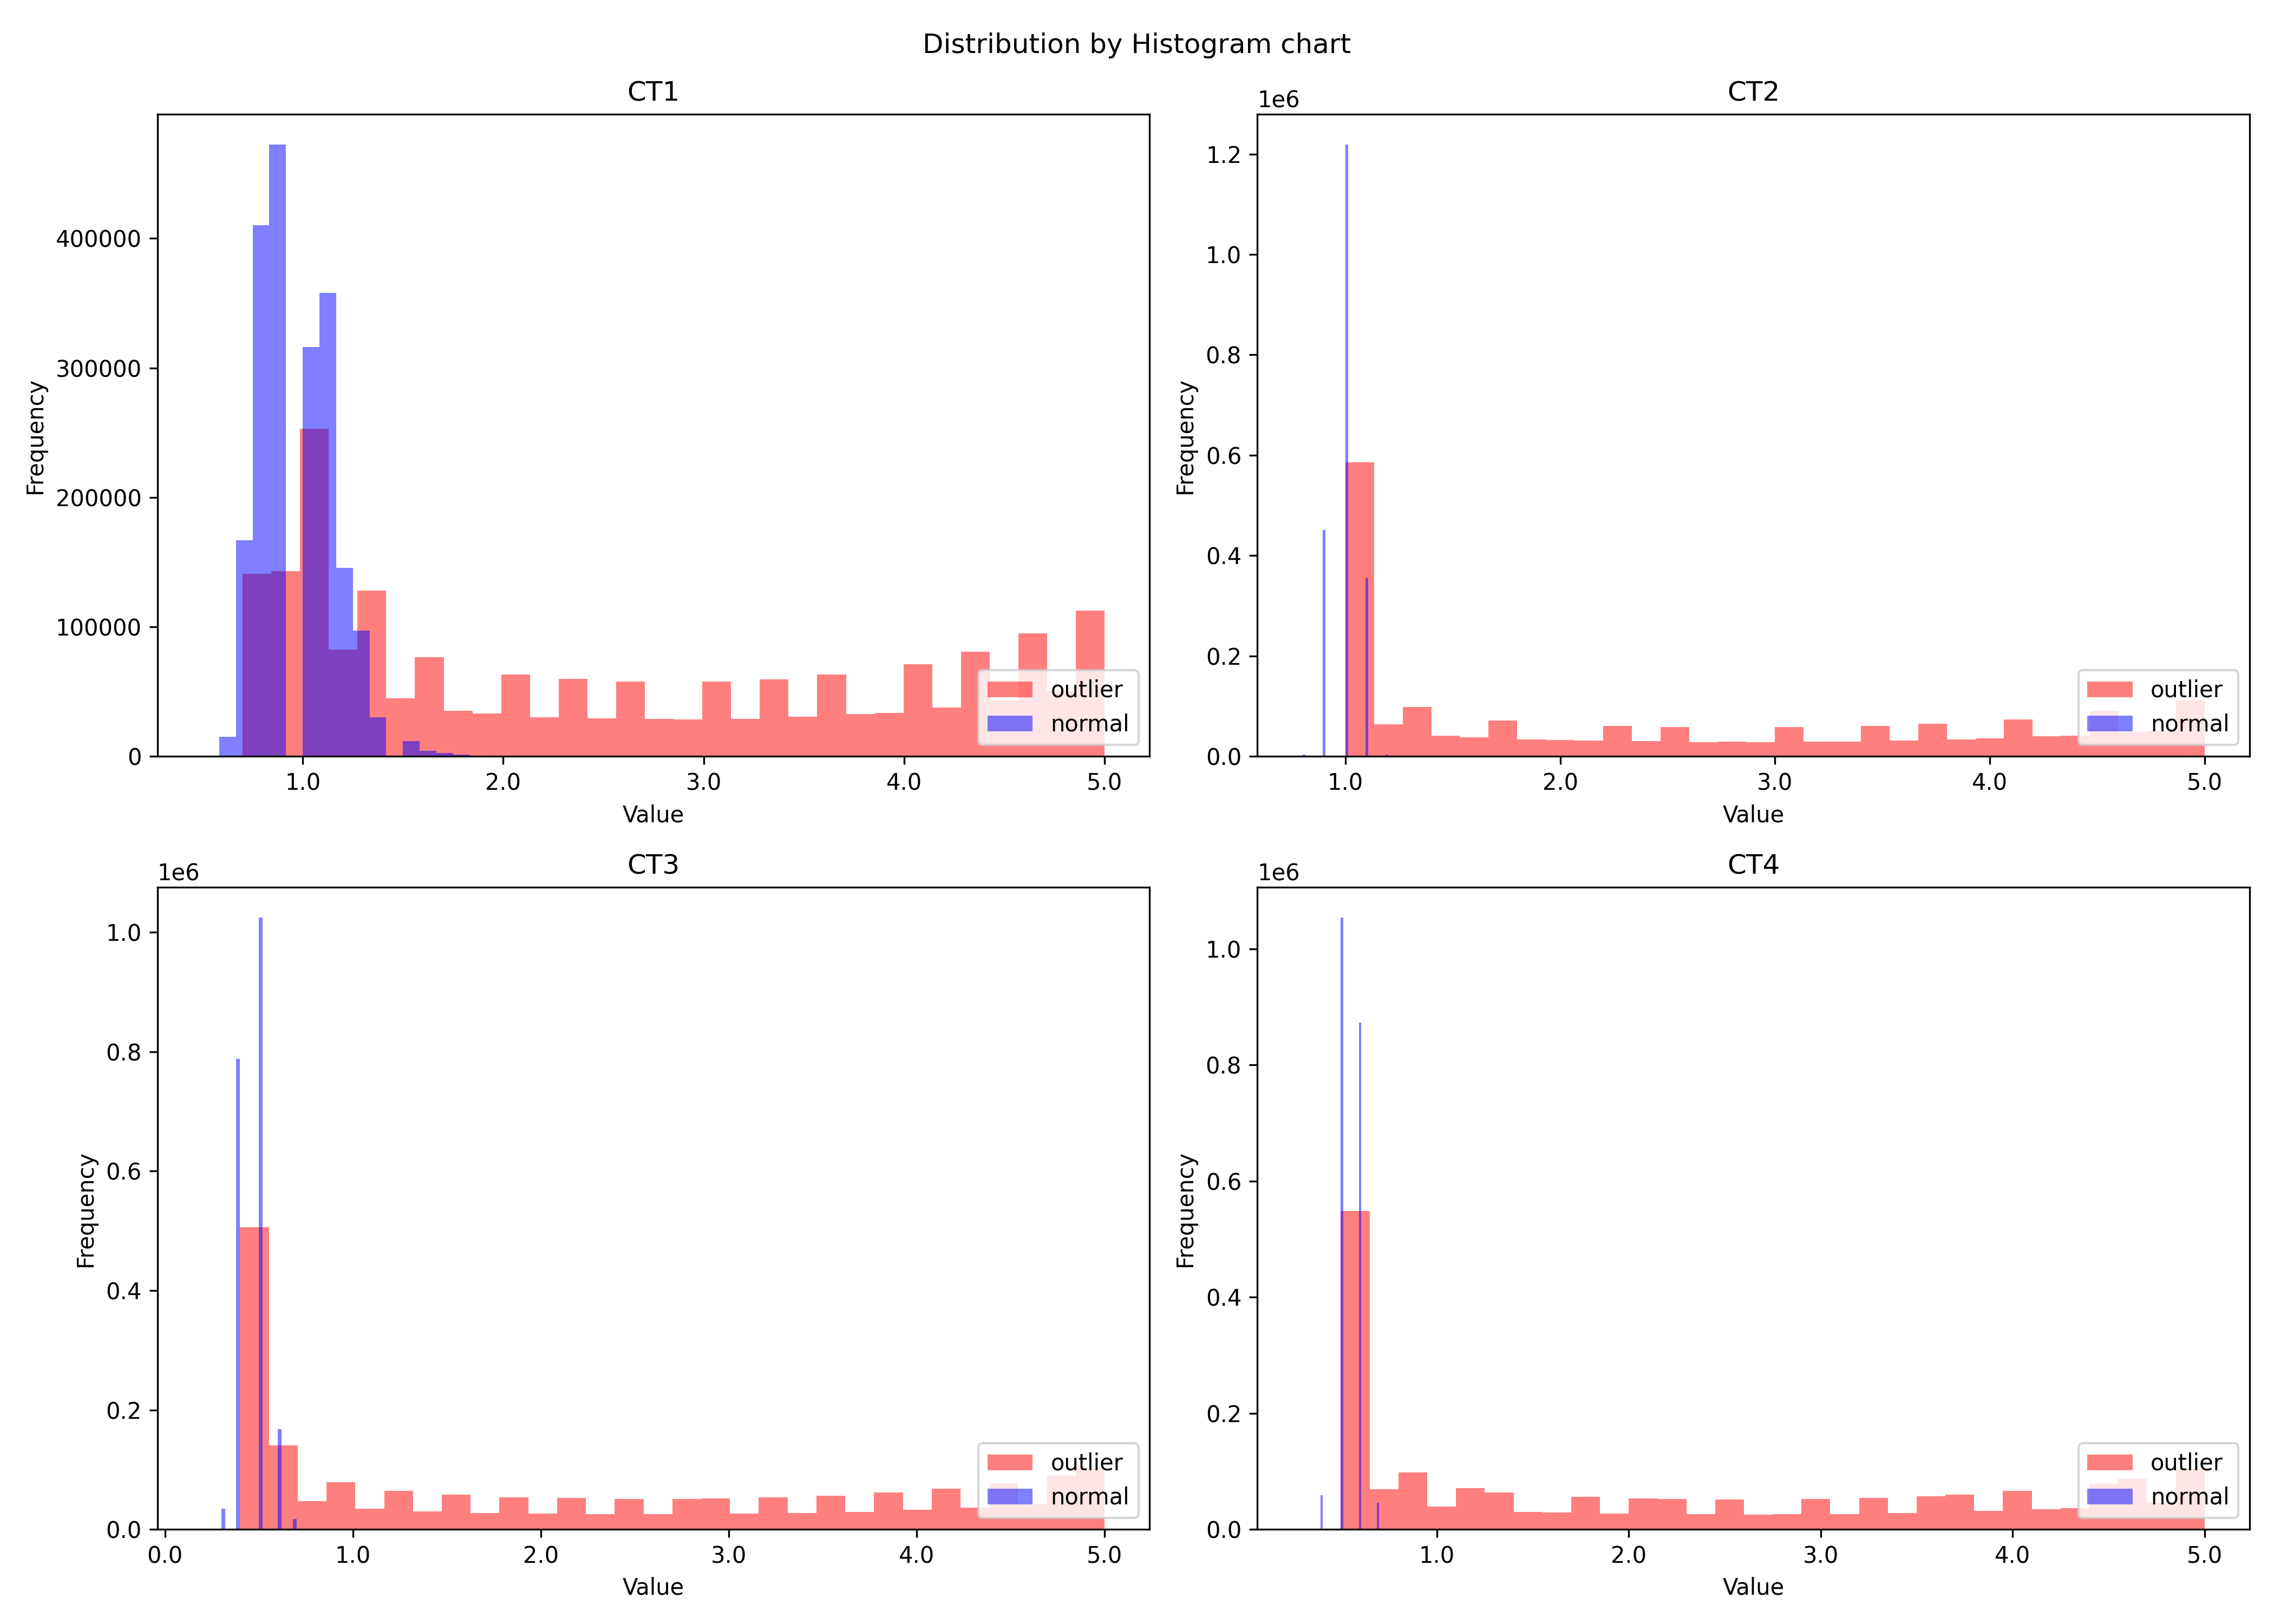 Distribution by Histogram chart
CT1
400000
300000
200000
100000
0
Frequency
1.0 2.0 3.0 4.0 5.0
Value
outlier
normal
CT2
1e6
1.2
1.0
0.8
0.6
0.4
0.2
0.0
Frequency
1.0 2.0 3.0 4.0 5.0
Value
outlier
normal
CT3
1e6
1.0
0.8
0.6
0.4
0.2
0.0
Frequency
0.0 1.0 2.0 3.0 4.0 5.0
Value
outlier
normal
CT4
1e6
1.0
0.8
0.6
0.4
0.2
0.0
Frequency
1.0 2.0 3.0 4.0 5.0
Value
outlier
normal